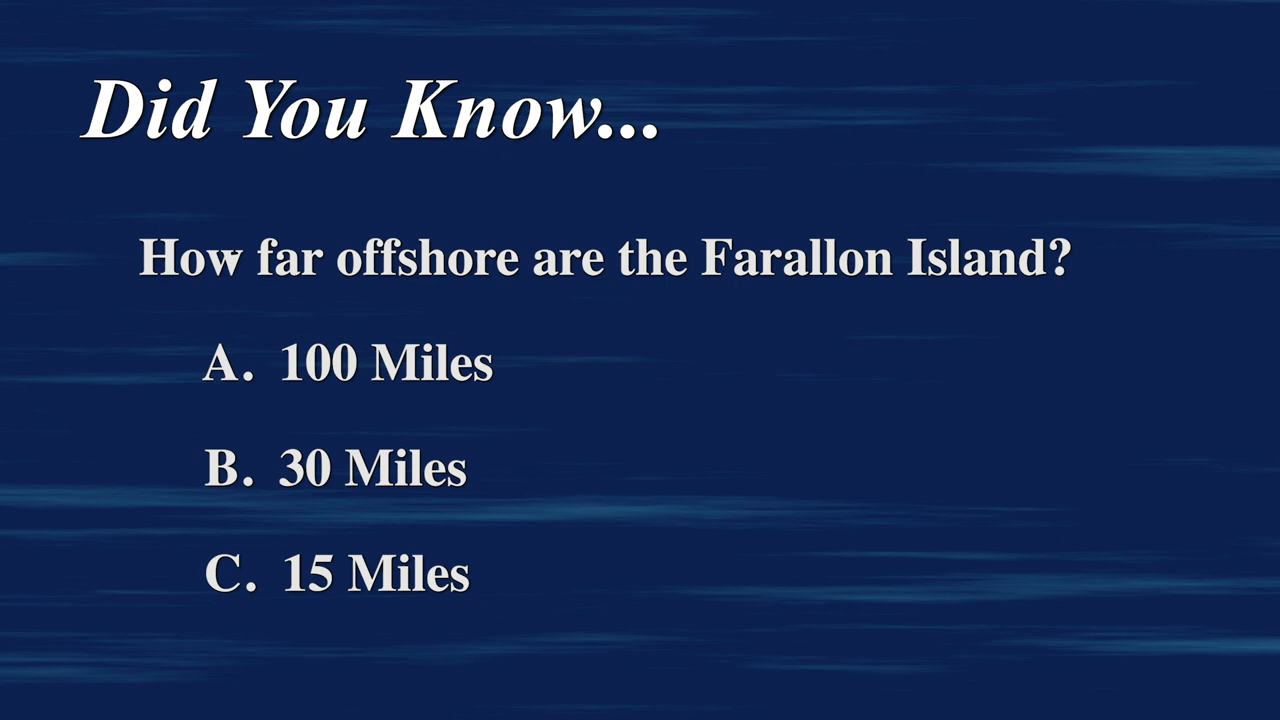 Did You Know...
How far offshore are the Farallon Island?
A. 100 Miles
B. 30 Miles
C. 15 Miles